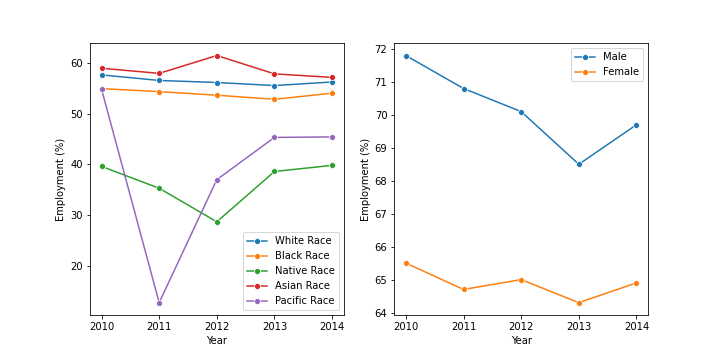 Employment (%)
60
50
40
30
20
2010 2011 2012 2013 2014
Year
White Race
Black Race
Native Race
Asian Race
Pacific Race
Employment (%)
72
71
70
69
68
67
66
65
64
2010 2011 2012 2013 2014
Year
Male
Female